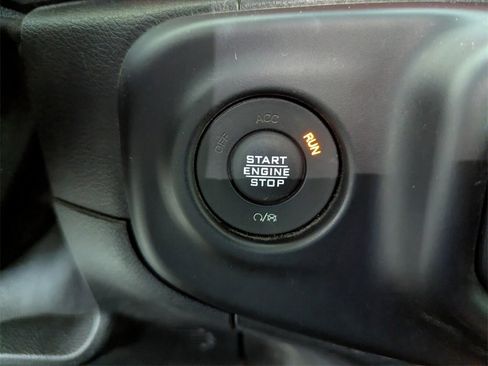 ACC
OFF
RUN
START
ENGINE
STOP